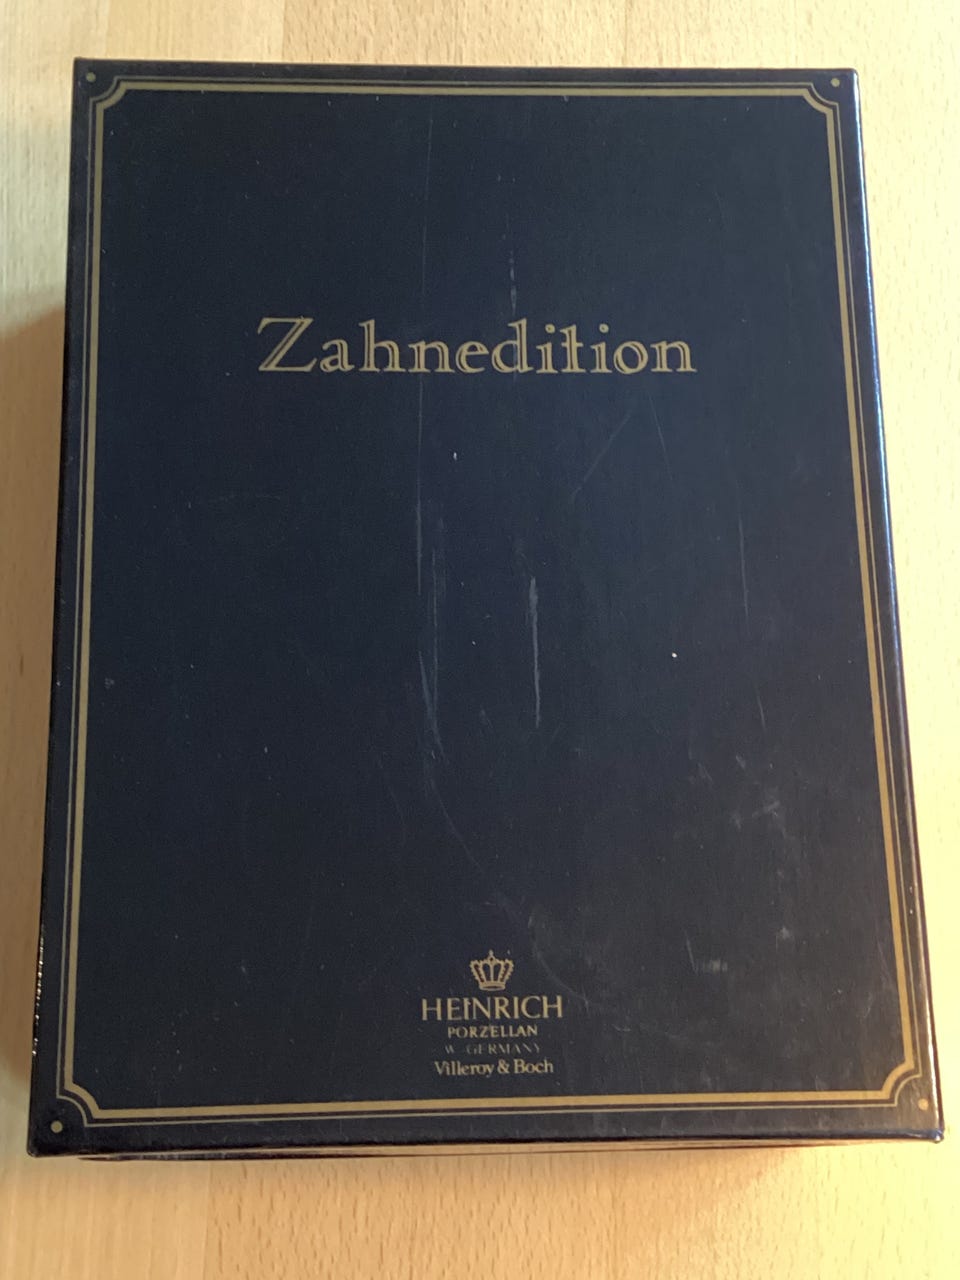 Zahnedition
HEINRICH
PORZELLAN
W.-GERMANY
Villeroy & Boch